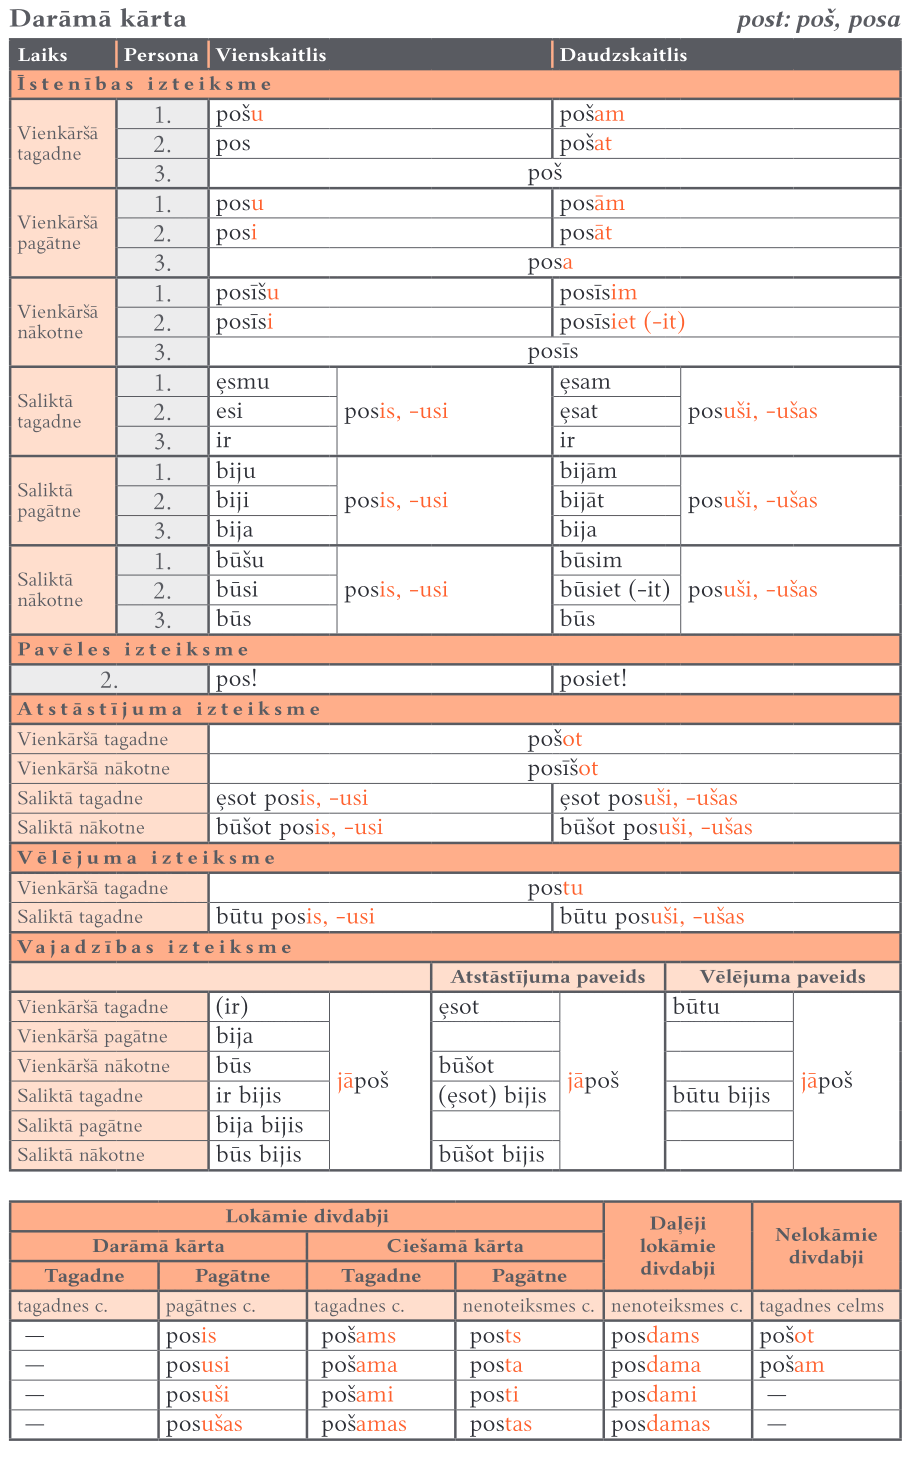 Darāmā kārta post: poš, posa
Laiks Persona Vienskaitlis Daudzskaitlis
Īstenības izteiksme
Vienkāršā tagadne 1. pošu pošam
2. pos pošat
3. poš
Vienkāršā pagātne 1. posu posām
2. posi posāt
3. posa
Vienkāršā nākotne 1. posīšu posīsim
2. posīsi posīsiet (-it)
3. posīs
Saliktā tagadne 1. ȩsmu posis, -usi ȩsam posuši, -ušas
2. esi ȩsat
3. ir ir
Saliktā pagātne 1. biju posis, -usi bijām posuši, -ušas
2. biji bijāt
3. bija bija
Saliktā nākotne 1. būšu posis, -usi būsim posuši, -ušas
2. būsi būsiet (-it)
3. būs būs
Pavēles izteiksme
2. pos! posiet!
Atstāstījuma izteiksme
Vienkāršā tagadne pošot
Vienkāršā nākotne posīšot
Saliktā tagadne ȩsot posis, -usi ȩsot posuši, -ušas
Saliktā nākotne būšot posis, -usi būšot posuši, -ušas
Vēlējuma izteiksme
Vienkāršā tagadne postu
Saliktā tagadne būtu posis, -usi būtu posuši, -ušas
Vajadzības izteiksme
Atstāstījuma paveids Vēlējuma paveids
Vienkāršā tagadne (ir) jāpoš ȩsot jāpoš būtu jāpoš
Vienkāršā pagātne bija
Vienkāršā nākotne būs būšot
Saliktā tagadne ir bijis (ȩsot) bijis būtu bijis
Saliktā pagātne bija bijis
Saliktā nākotne būs bijis būšot bijis
Lokāmie divdabji Daļēji lokāmie divdabji Nelokāmie divdabji
Darāmā kārta Ciešamā kārta
Tagadne Pagātne Tagadne Pagātne
tagadnes c. pagātnes c. tagadnes c. nenoteiksmes c. nenoteiksmes c. tagadnes celms
— posis pošams posts posdams pošot
— posusi pošama posta posdama pošam
— posuši pošami posti posdami —
— posušas pošamas postas posdamas —